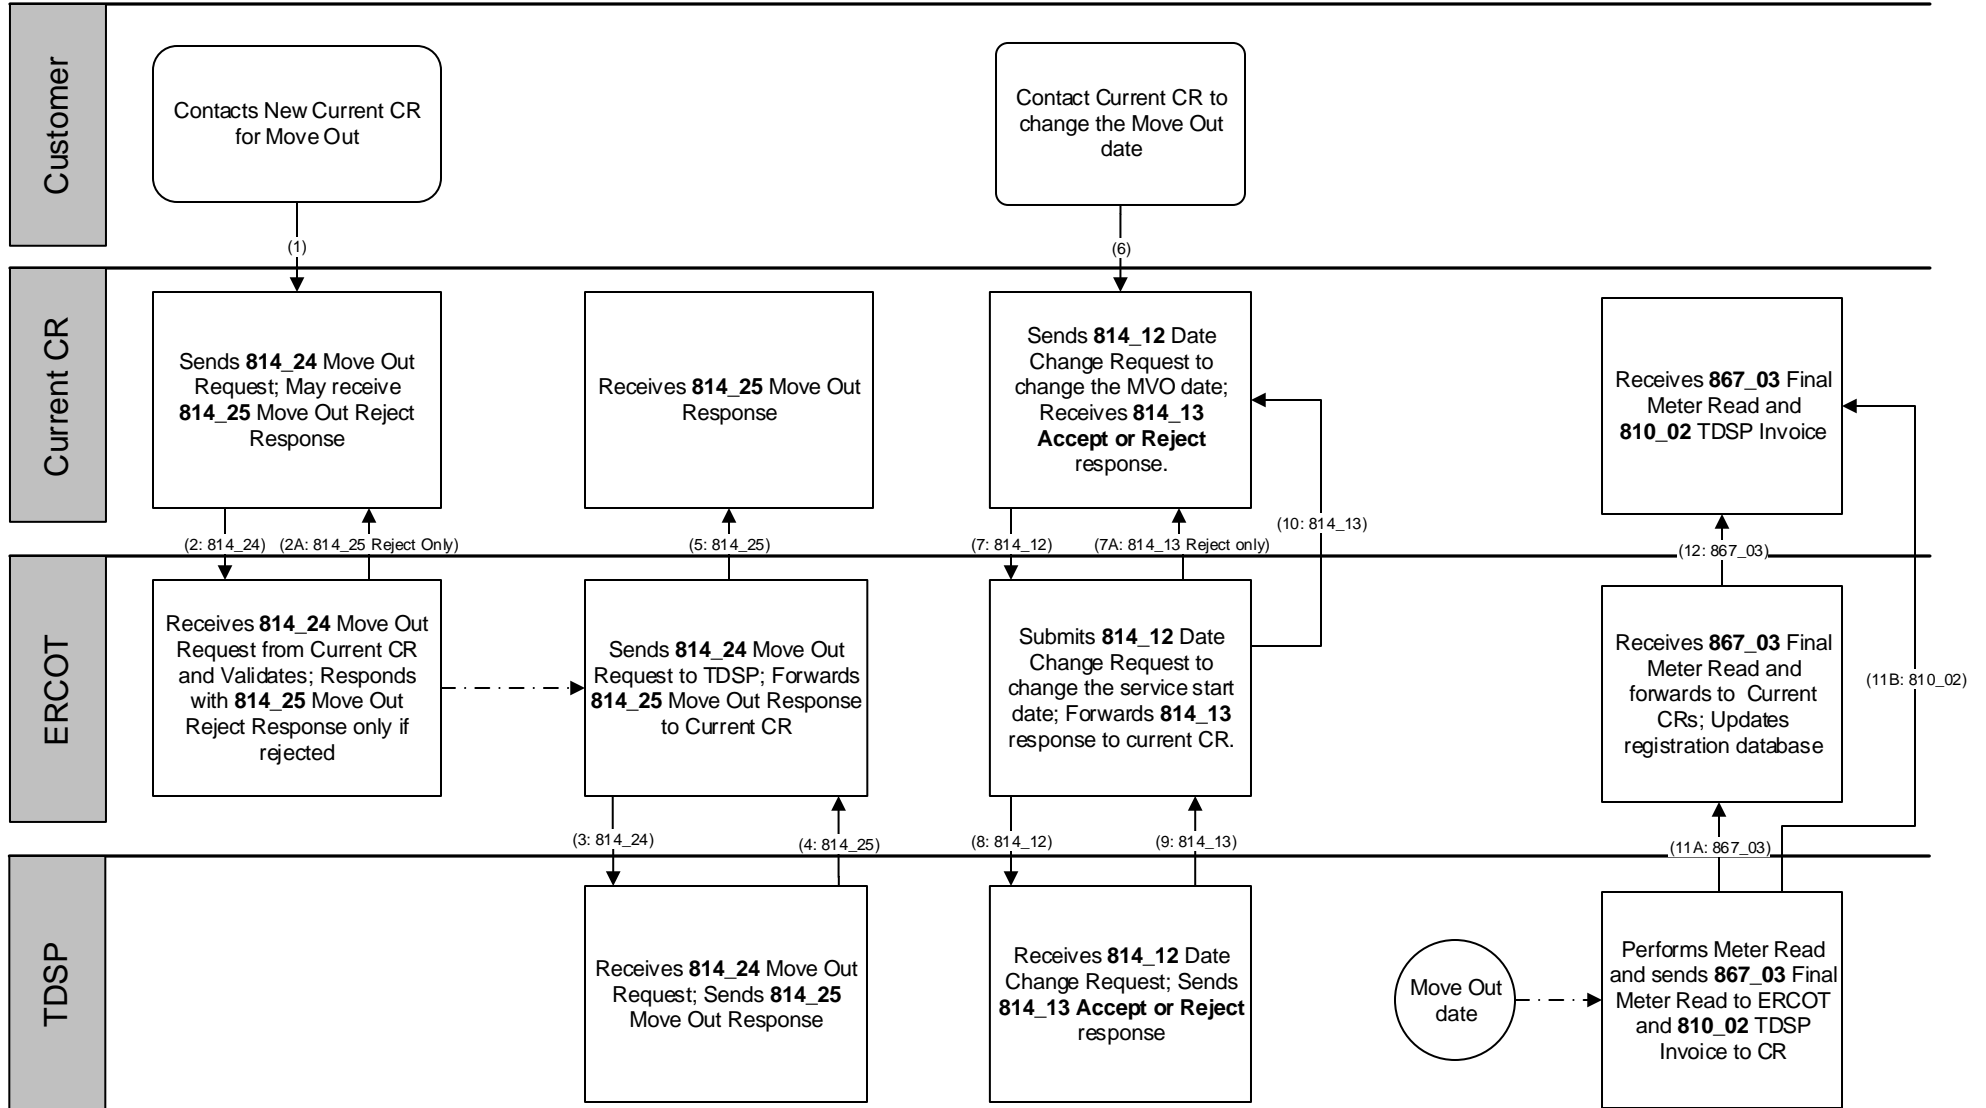 Customer
Contacts New Current CR
for Move Out
Contact Current CR to
change the Move Out
date
(1)
(6)
Current CR
Sends 814_24 Move Out
Request; May receive
814_25 Move Out Reject
Response
Receives 814_25 Move Out
Response
Sends 814_12 Date
Change Request to
change the MVO date;
Receives 814_13
Accept or Reject
response.
Receives 867_03 Final
Meter Read and
810_02 TDSP Invoice
(2: 814_24)
(2A: 814_25 Reject Only)
(5: 814_25)
(7: 814_12)
(7A: 814_13 Reject only)
(10: 814_13)
(12: 867_03)
ERCOT
Receives 814_24 Move Out
Request from Current CR
and Validates; Responds
with 814_25 Move Out
Reject Response only if
rejected
Sends 814_24 Move Out
Request to TDSP; Forwards
814_25 Move Out Response
to Current CR
Submits 814_12 Date
Change Request to
change the service start
date; Forwards 814_13
response to current CR.
Receives 867_03 Final
Meter Read and
forwards to Current
CRs; Updates
registration database
(11B: 810_02)
(3: 814_24)
(4: 814_25)
(8: 814_12)
(9: 814_13)
(11A: 867_03)
TDSP
Receives 814_24 Move Out
Request; Sends 814_25
Move Out Response
Receives 814_12 Date
Change Request; Sends
814_13 Accept or Reject
response
Move Out
date
Performs Meter Read
and sends 867_03 Final
Meter Read to ERCOT
and 810_02 TDSP
Invoice to CR